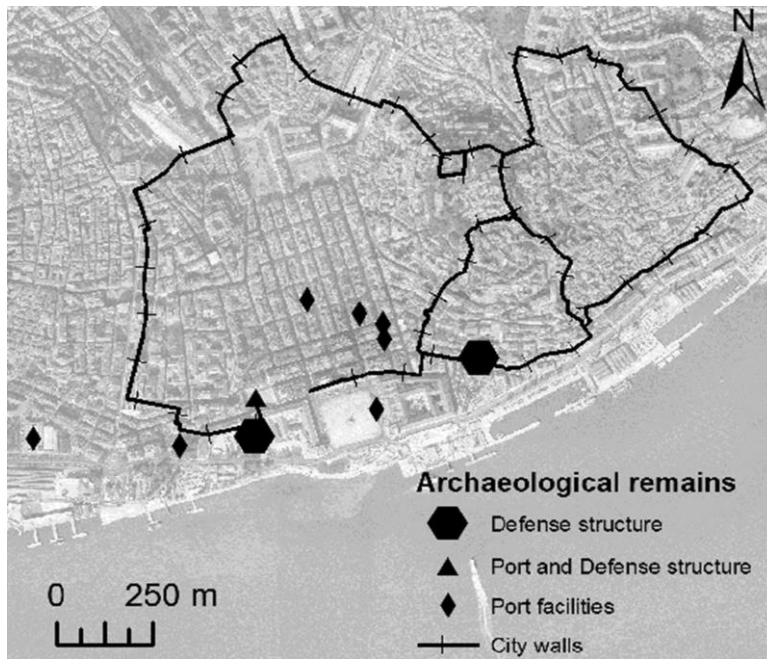 N
Archaeological remains
Defense structure
Port and Defense structure
Port facilities
City walls
0 250 m